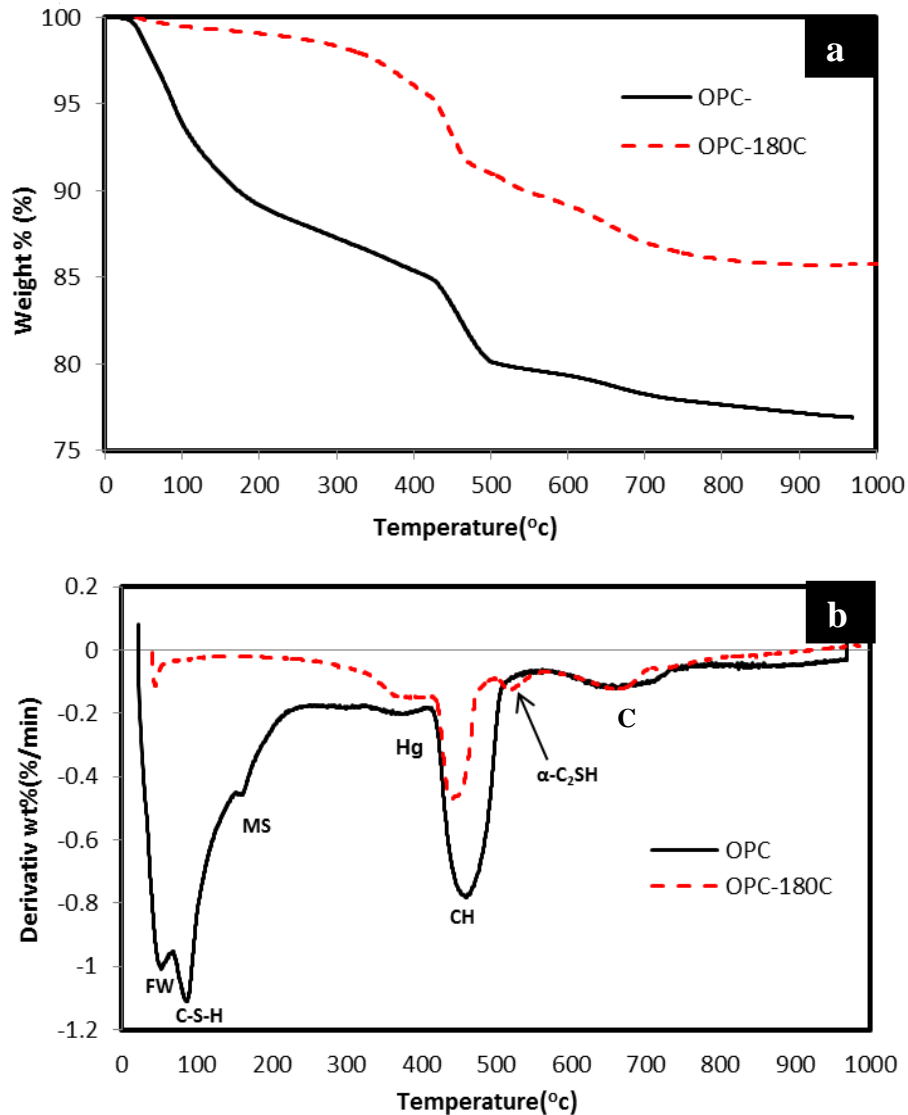 a
100
95
90
85
80
75
Weight % (%)
OPC-
OPC-180C
0 100 200 300 400 500 600 700 800 900 1000
Temperature(ºc)
b
0.2
0
-0.2
-0.4
-0.6
-0.8
-1
-1.2
Derivativ wt%(%/min)
FW
C-S-H
MS
Hg
CH
α-C₂SH
C
OPC
OPC-180C
0 100 200 300 400 500 600 700 800 900 1000
Temperature(ºc)